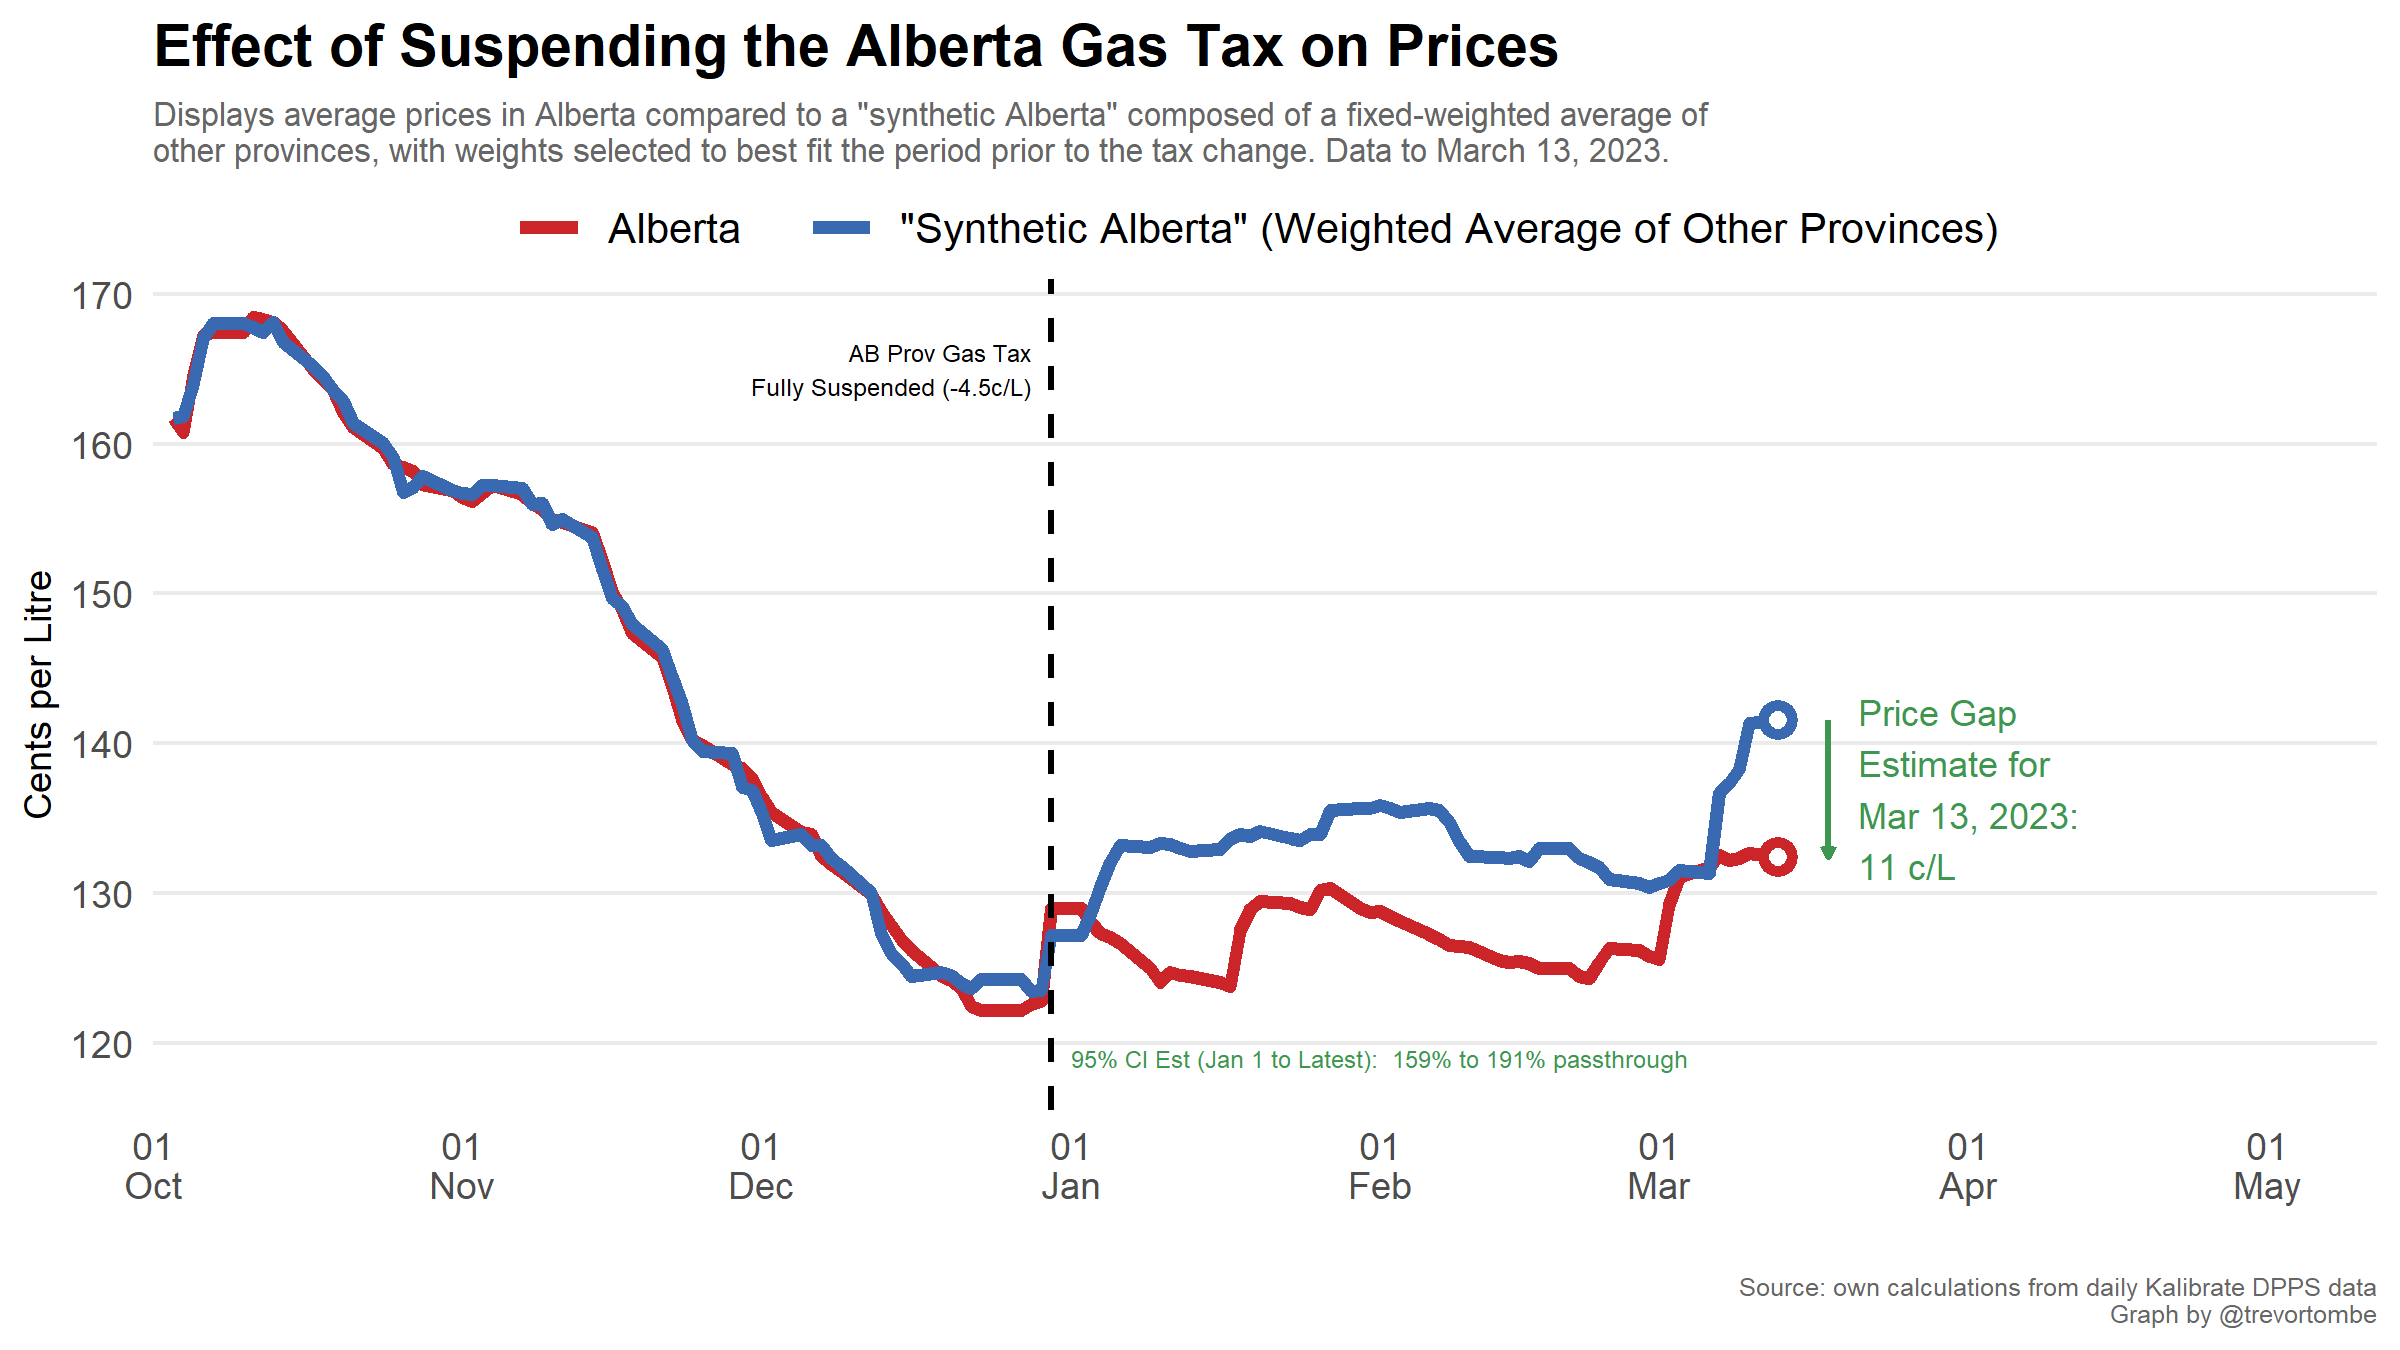 Effect of Suspending the Alberta Gas Tax on Prices
Displays average prices in Alberta compared to a "synthetic Alberta" composed of a fixed-weighted average of
other provinces, with weights selected to best fit the period prior to the tax change. Data to March 13, 2023.
Alberta
"Synthetic Alberta" (Weighted Average of Other Provinces)
170
160
150
140
130
120
Cents per Litre
AB Prov Gas Tax
Fully Suspended (-4.5c/L)
Price Gap
Estimate for
Mar 13, 2023:
11 c/L
95% CI Est (Jan 1 to Latest):  159% to 191% passthrough
01 01 01 01 01 01 01 01
Oct Nov Dec Jan Feb Mar Apr May
Source: own calculations from daily Kalibrate DPPS data
Graph by @trevortombe